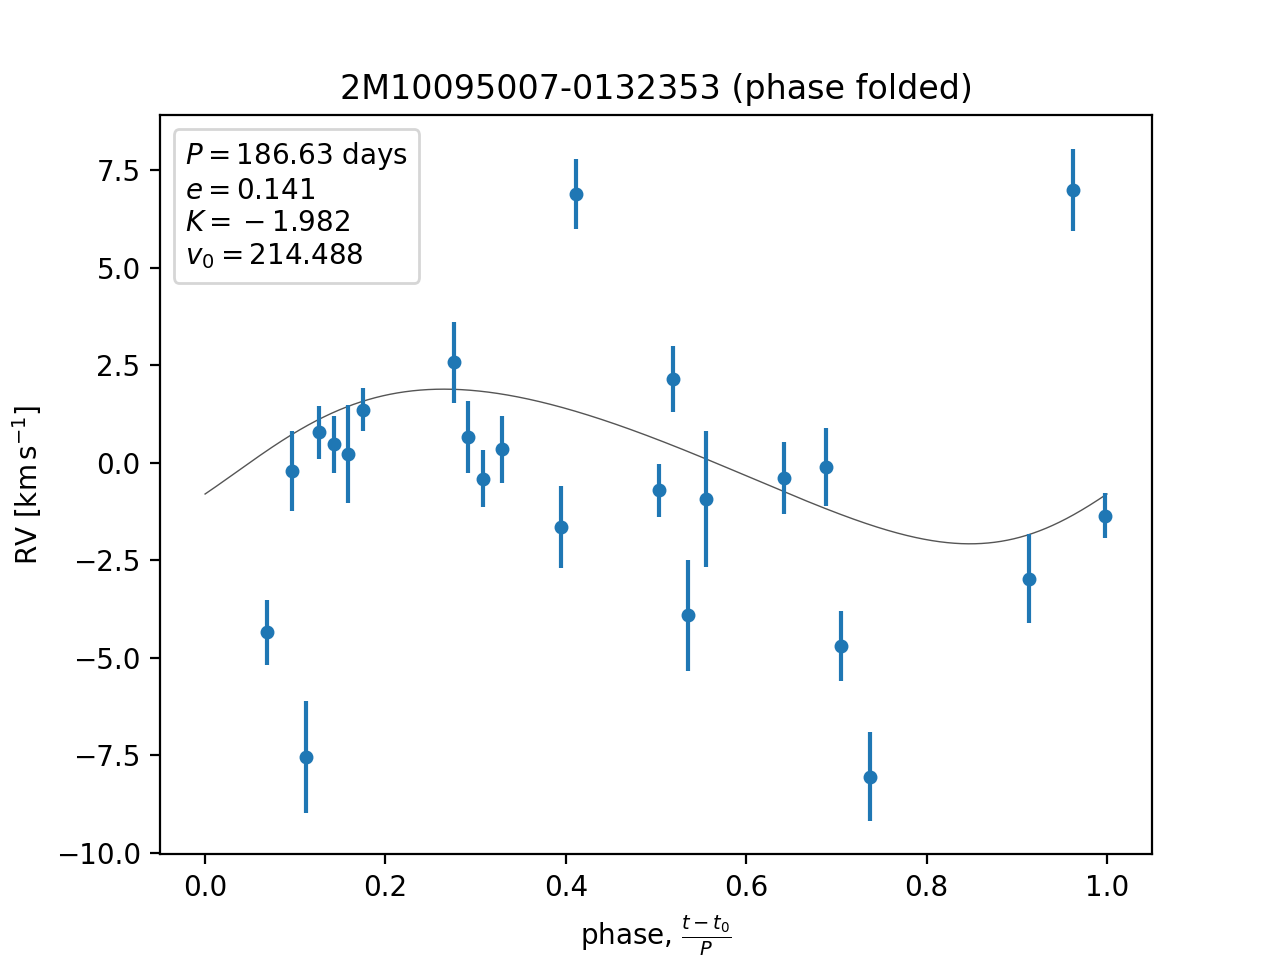 2M10095007-0132353 (phase folded)
P = 186.63 days
e = 0.141
K = −1.982
v₀ = 214.488
7.5
5.0
2.5
0.0
−2.5
−5.0
−7.5
−10.0
RV [km s⁻¹]
0.0 0.2 0.4 0.6 0.8 1.0
phase, (t − t₀)/P